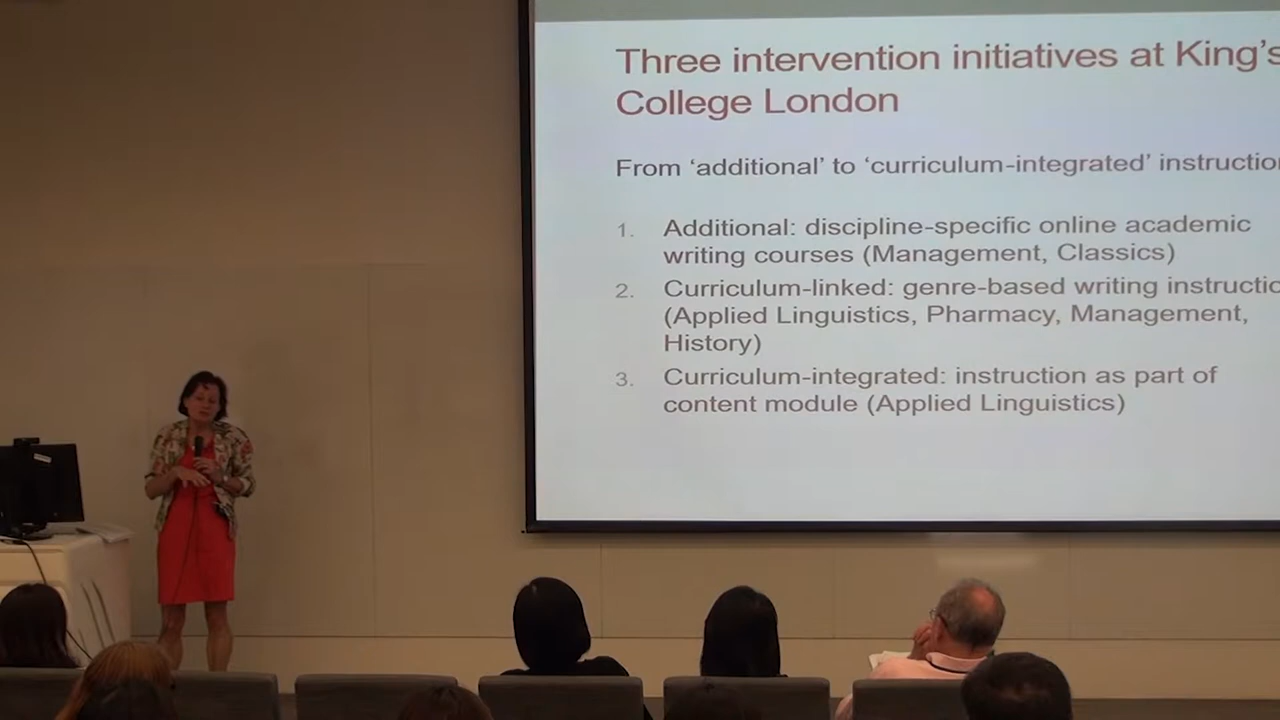 Three intervention initiatives at King's
College London
From ‘additional’ to ‘curriculum-integrated’ instruction
1. Additional: discipline-specific online academic
writing courses (Management, Classics)
2. Curriculum-linked: genre-based writing instructio
(Applied Linguistics, Pharmacy, Management,
History)
3. Curriculum-integrated: instruction as part of
content module (Applied Linguistics)